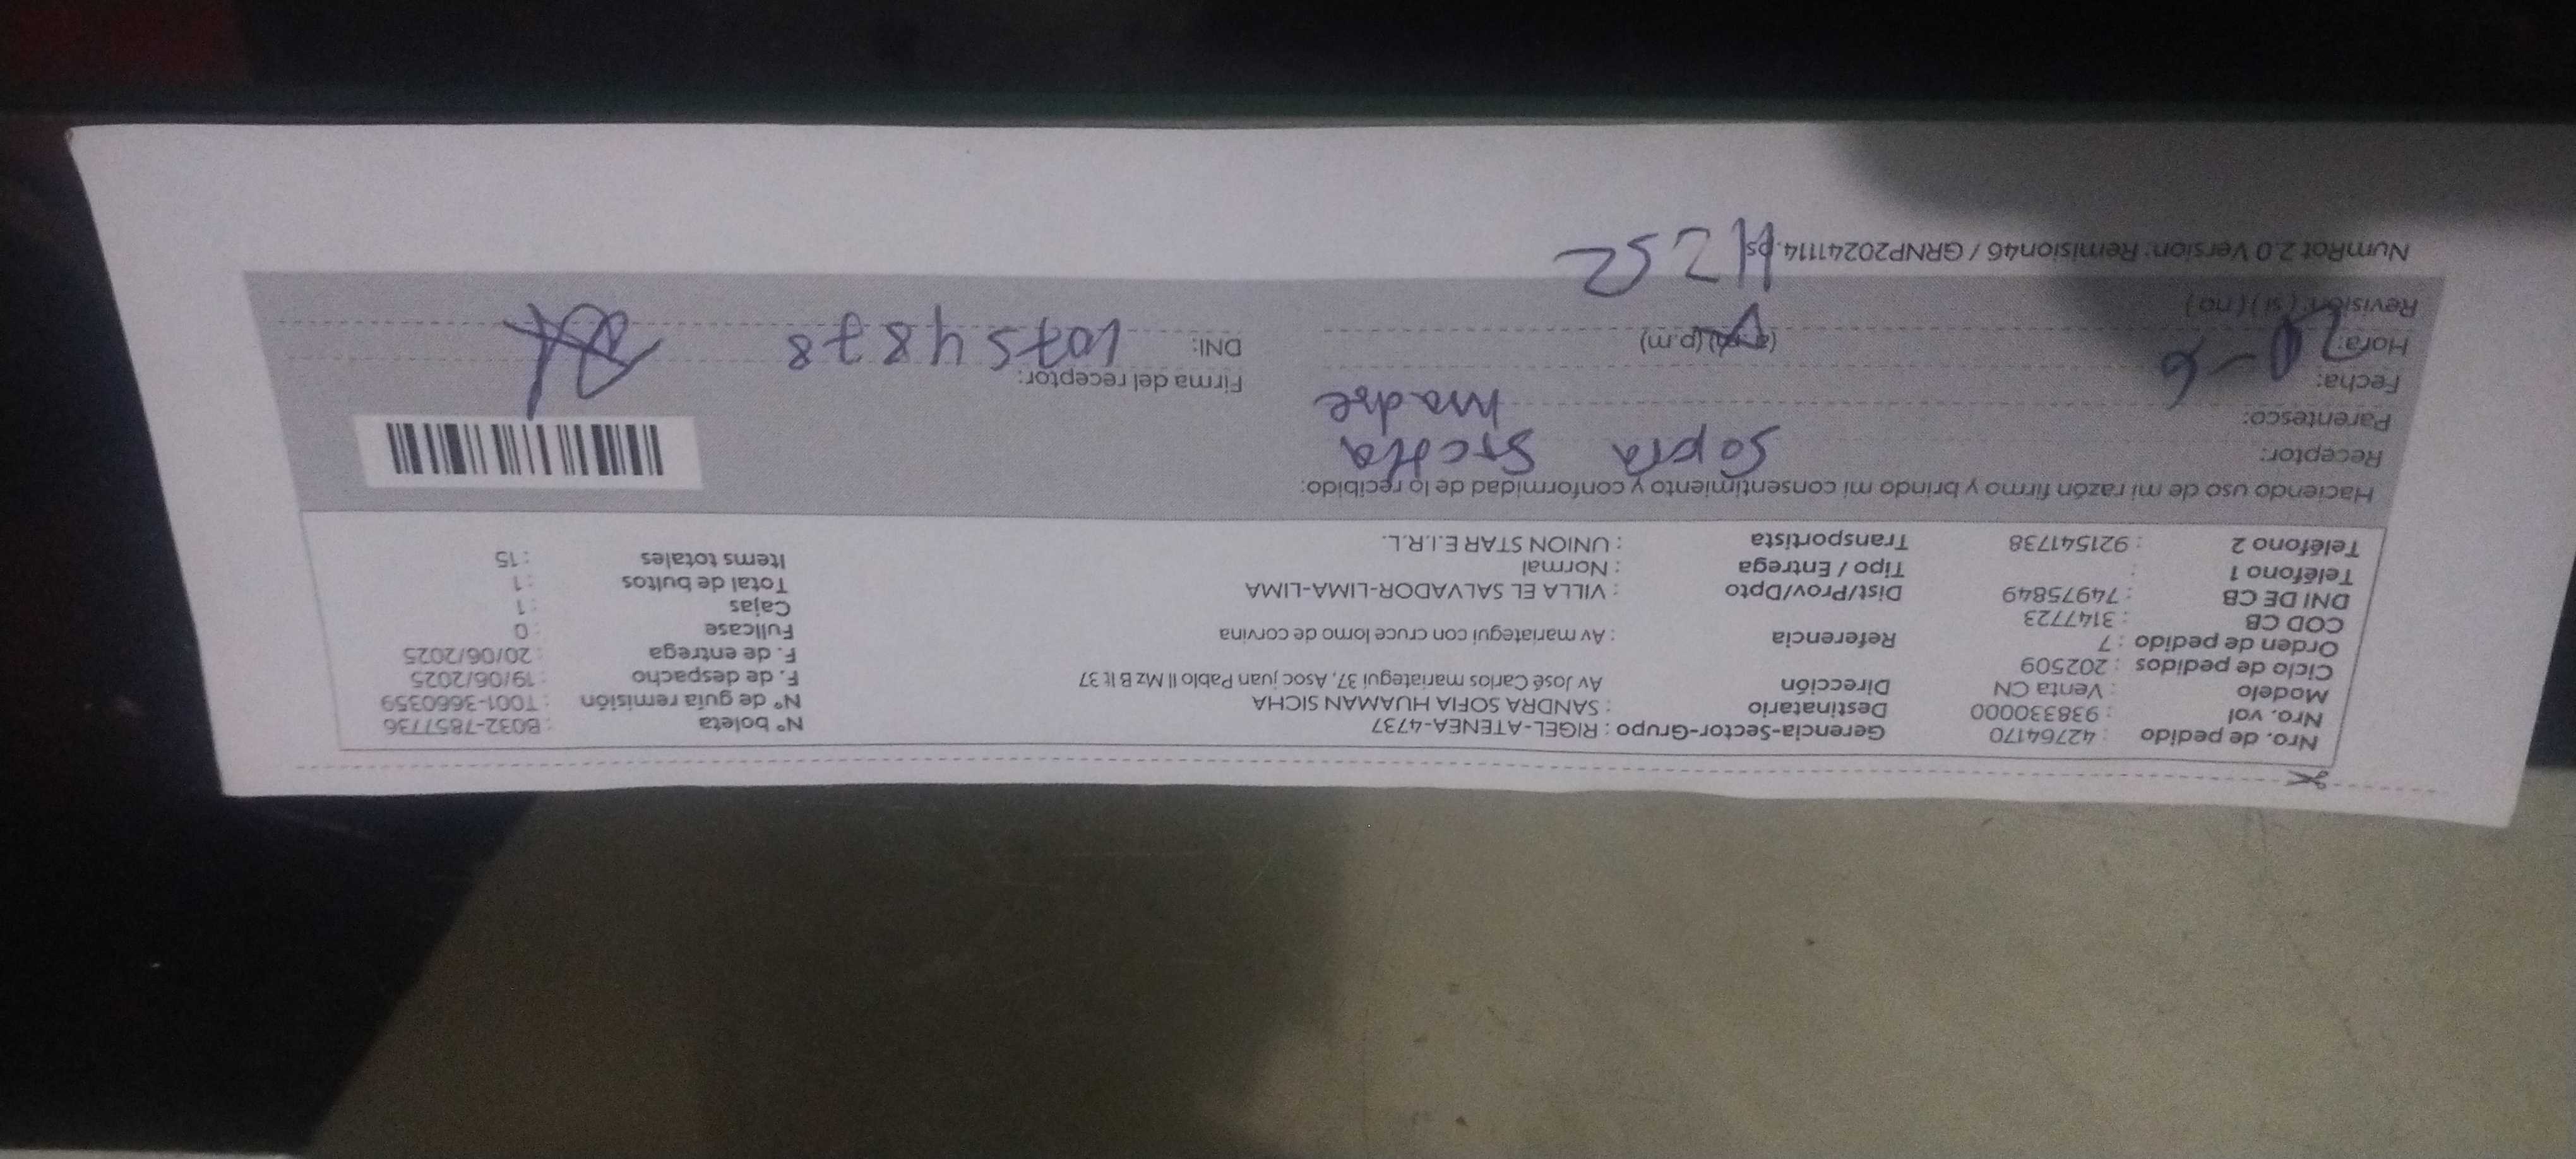 Nro. de pedido : 42764170 Gerencia-Sector-Grupo : RIGEL-ATENEA-4737 N° boleta : B032-7857736
Nro. vol : 938330000 Destinatario : SANDRA SOFIA HUAMAN SICHA N° de guía remisión : T001-3660359
Modelo : Venta CN Dirección Av José Carlos mariategui 37, Asoc juan Pablo II Mz B lt 37 F. de despacho : 19/06/2025
Ciclo de pedidos : 202509 F. de entrega : 20/06/2025
Orden de pedido : 7 Referencia : Av mariategui con cruce lomo de corvina Fullcase : 0
COD CB : 3147723 Cajas : 1
DNI DE CB : 74975849 Dist/Prov/Dpto : VILLA EL SALVADOR-LIMA-LIMA Total de bultos : 1
Teléfono 1 : Tipo / Entrega : Normal Items totales : 15
Teléfono 2 : 921541738 Transportista : UNION STAR E.I.R.L.
Haciendo uso de mi razón firmo y brindo mi consentimiento y conformidad de lo recibido:
Receptor: SICHA
Parentesco: Madre
Fecha: 20-6 Firma del receptor:
Hora: (a.m) (p.m) DNI: 10754878
Revisión (si) (no)
1252
NumRot 2.0 Version: Remision46 / GRNP20241114.ps